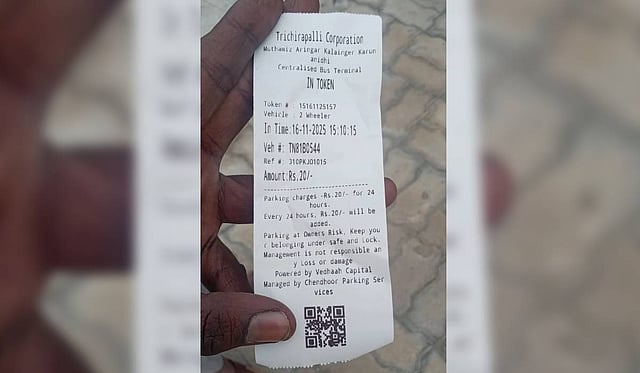 Trichirapalli Corporation
Muthamiz Aringar Kalainger Karun
anidhi
Centralised Bus Terminal
IN TOKEN
Token # : 15161125157
Vehicle : 2 Wheeler
In Time:16-11-2025 15:10:15
Veh #: TN81B0544
Ref #: 310PKJ01015
Amount:Rs.20/-
Parking charges -Rs.20/- for 24
hours.
Every 24 hours, Rs.20/- will be
added.
Parking at Owners Risk, Keep you
r belonging under safe and Lock.
Management is not responsible an
y Loss or damage
Powered by Vedhaah Capital
Managed by Chendhoor Parking Ser
vices